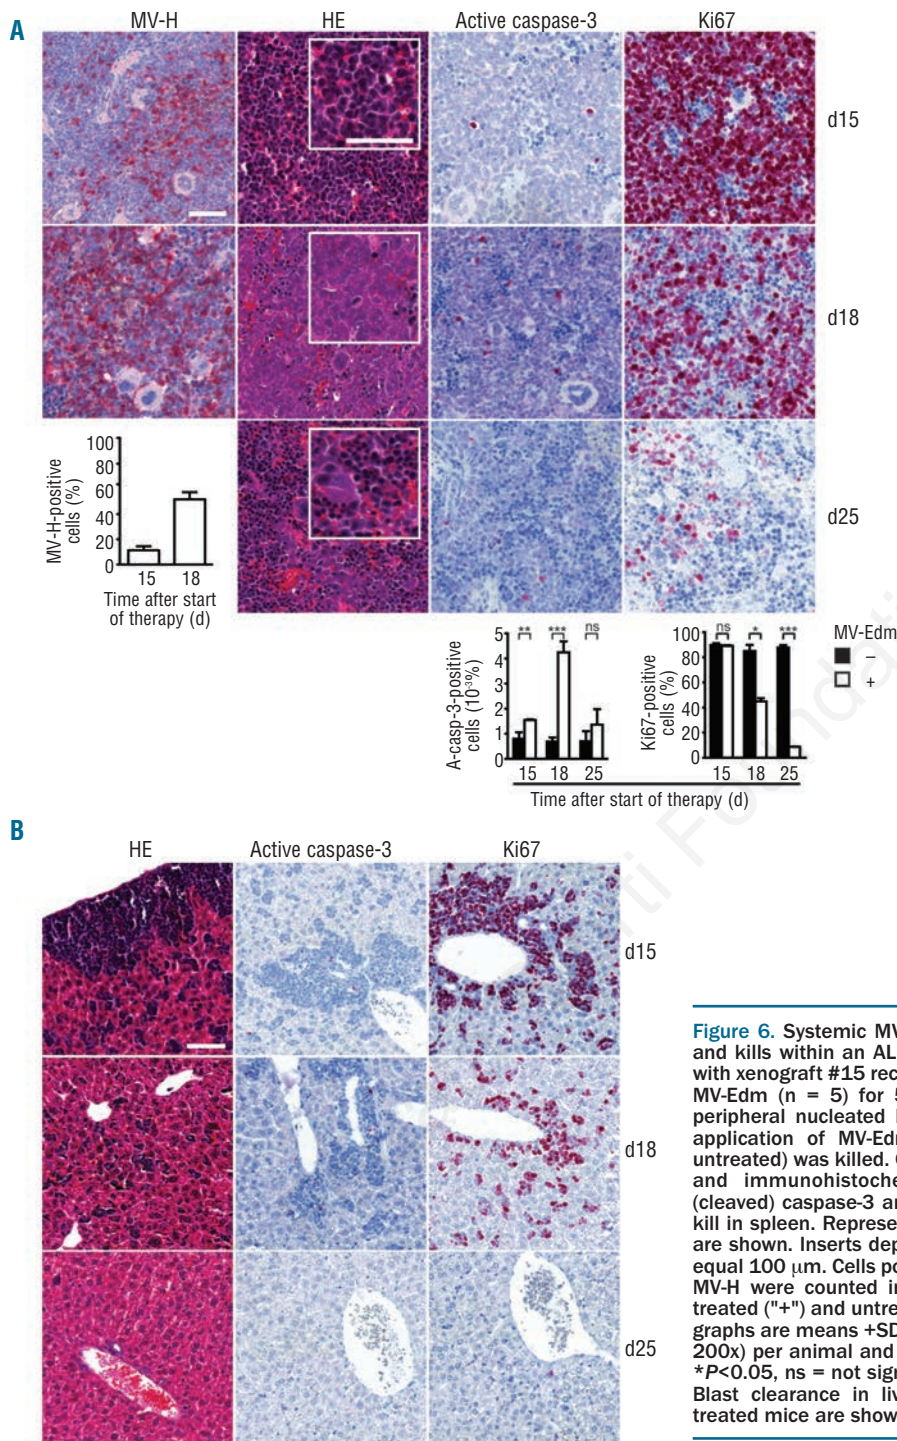 A
MV-H
HE
Active caspase-3
Ki67
d15
d18
d25
MV-H-positive
cells (%)
100
80
60
40
20
0
15 18
Time after start
of therapy (d)
A-casp-3-positive
cells (10-3%)
5
4
3
2
1
0
** *** ns
15 18 25
Ki67-positive
cells (%)
100
80
60
40
20
0
ns * ***
15 18 25
Time after start of therapy (d)
MV-Edm
–
+
B
HE
Active caspase-3
Ki67
d15
d18
d25
Figure 6. Systemic MV
and kills within an AL
with xenograft #15 rec
MV-Edm (n = 5) for 5
peripheral nucleated
application of MV-Ed
untreated) was killed.
and immunohistoche
(cleaved) caspase-3 a
kill in spleen. Represe
are shown. Inserts dep
equal 100 μm. Cells po
MV-H were counted i
treated ("+") and untre
graphs are means +SD
200x) per animal and
*P<0.05, ns = not sign
Blast clearance in liv
treated mice are show